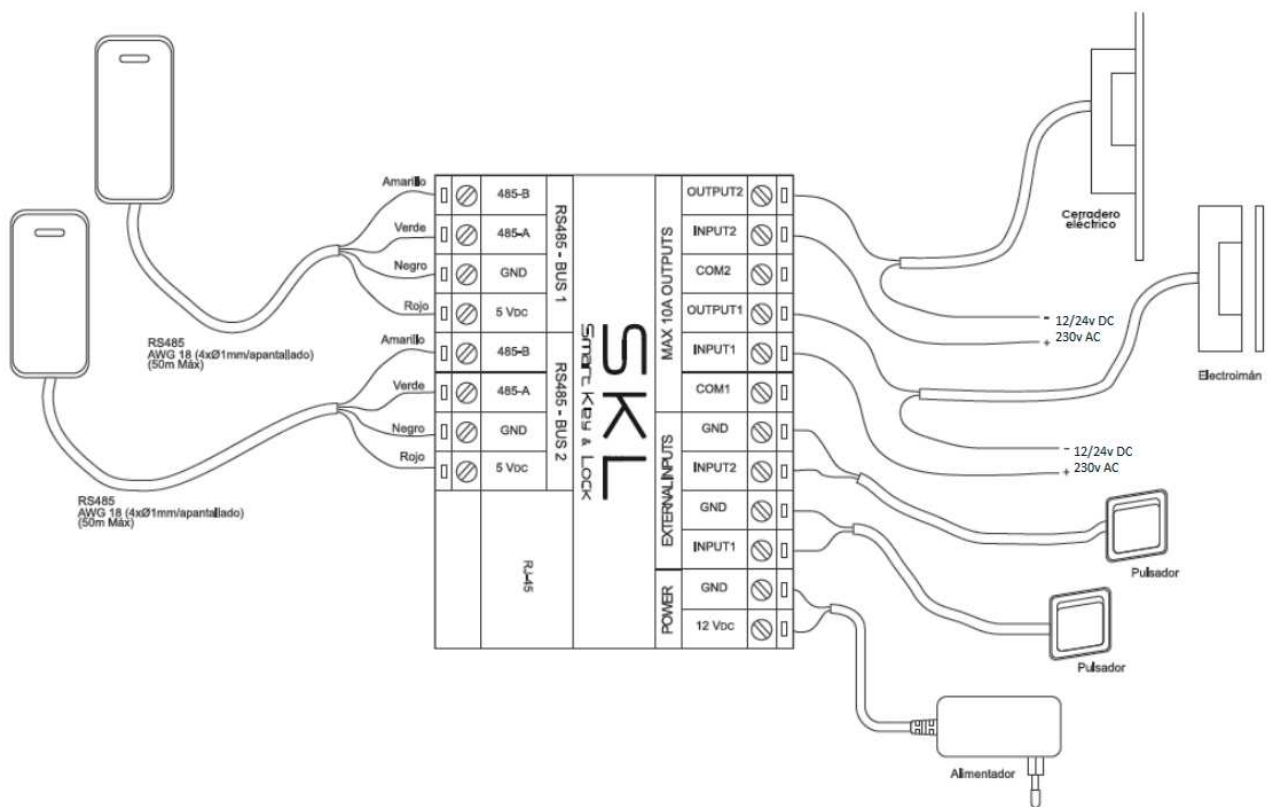 Amarillo
Verde
Negro
Rojo
RS485
AWG 18 (4xØ1mm/apantallado)
(50m Máx)
Amarillo
Verde
Negro
Rojo
RS485
AWG 18 (4xØ1mm/apantallado)
(50m Máx)
485-B
485-A
GND
5 VDC
RS485 - BUS 1
485-B
485-A
GND
5 VDC
RS485 - BUS 2
RJ-45
SKL
Smart Key & Lock
MAX 10A OUTPUTS
OUTPUT2
INPUT2
COM2
OUTPUT1
INPUT1
COM1
EXTERNAL INPUTS
GND
INPUT2
GND
INPUT1
POWER
GND
12 VDC
Cerradero
eléctrico
- 12/24v DC
+ 230v AC
Electroimán
- 12/24v DC
+ 230v AC
Pulsador
Pulsador
Alimentador